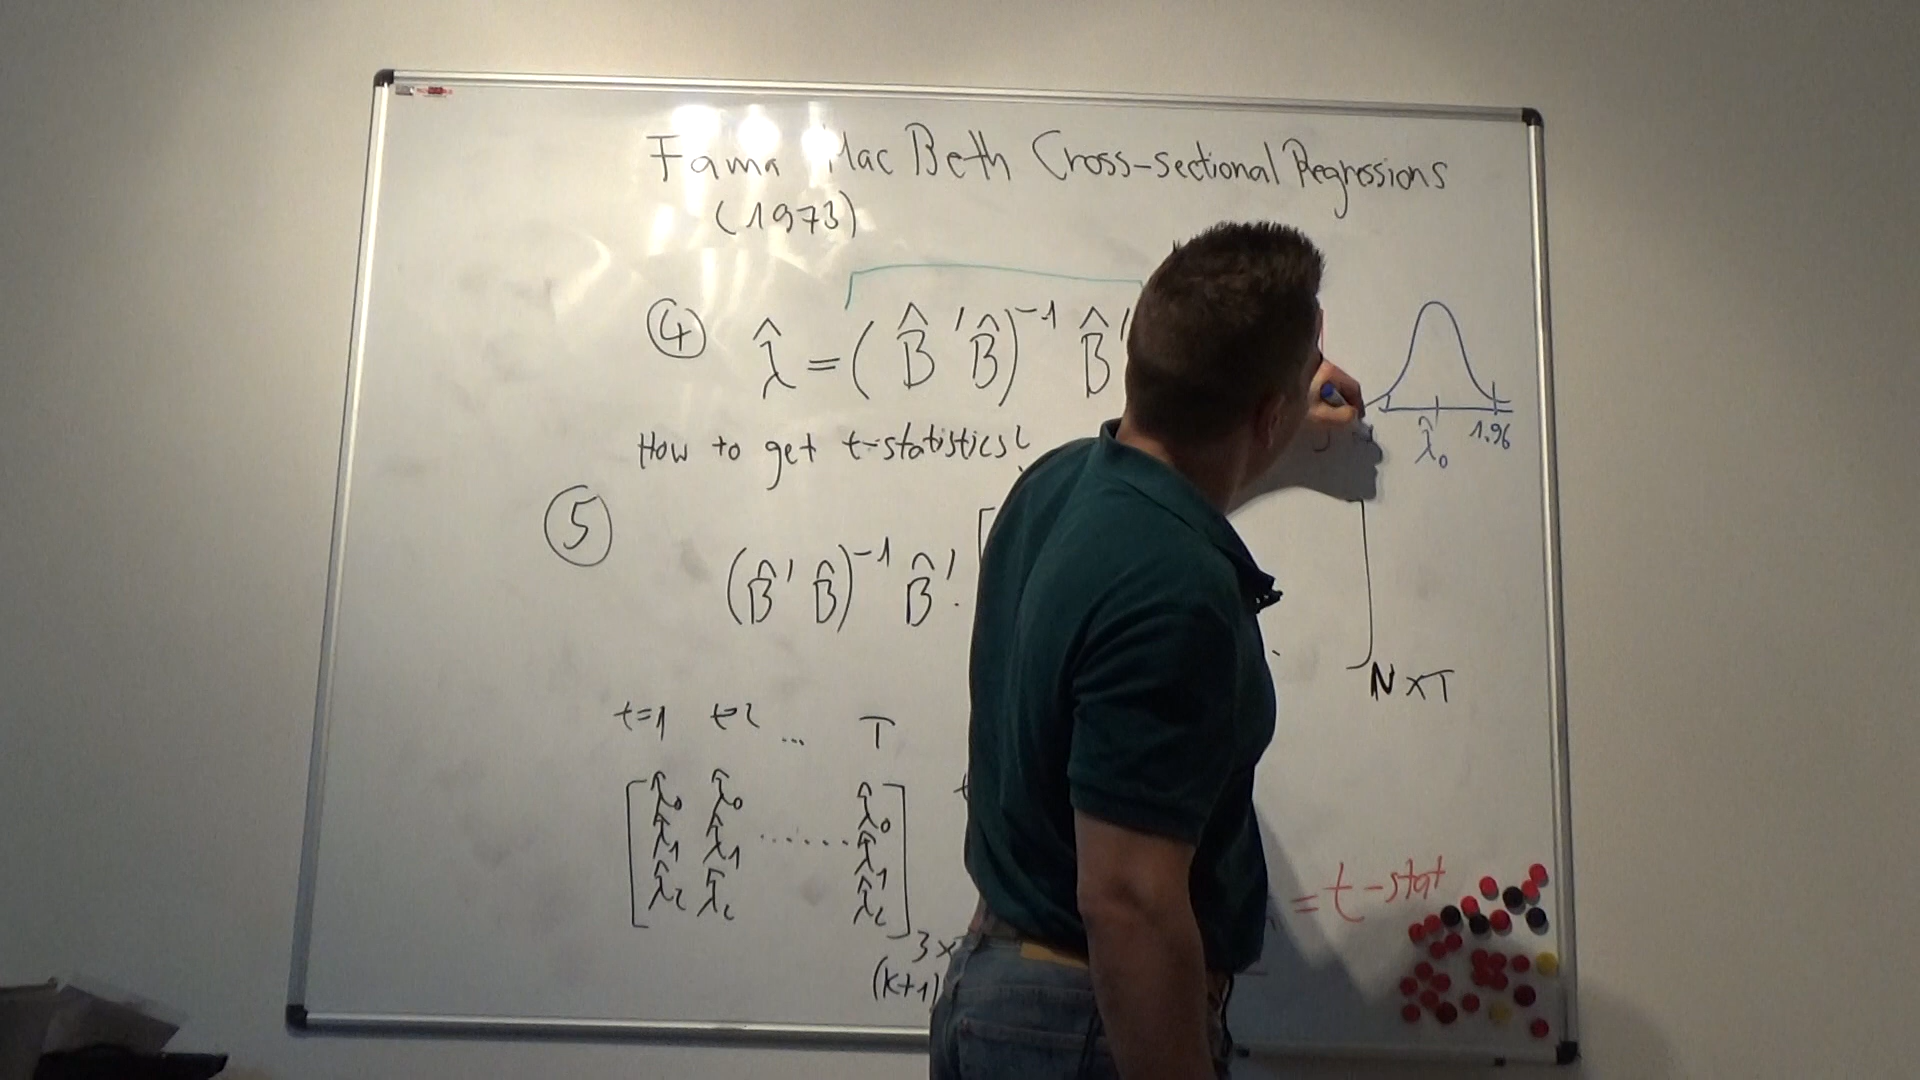 Fama MacBeth Cross-sectional Regressions
(1973)
④ λ̂ = (B̂'B̂)⁻¹ B̂'
λ̂₀ 1.96
How to get t-statistics?
⑤ (B̂'B̂)⁻¹ B̂'.
N x T
t=1 t=2 ... T
λ̂₀ λ̂₀ λ̂₀
λ̂₁ λ̂₁ ...... λ̂₁
λ̂₂ λ̂₂ λ̂₂
3 x
(k+1)
= t-stat